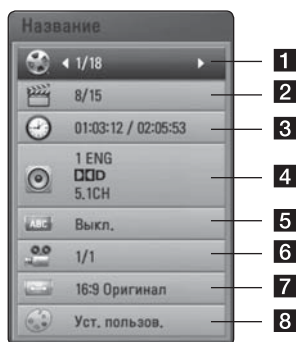 Название
1/18
1
8/15
2
01:03:12 / 02:05:53
3
1 ENG
D
5.1CH
4
ABC
Выкл.
5
1/1
6
16:9 Оригинал
7
Уст. пользов.
8